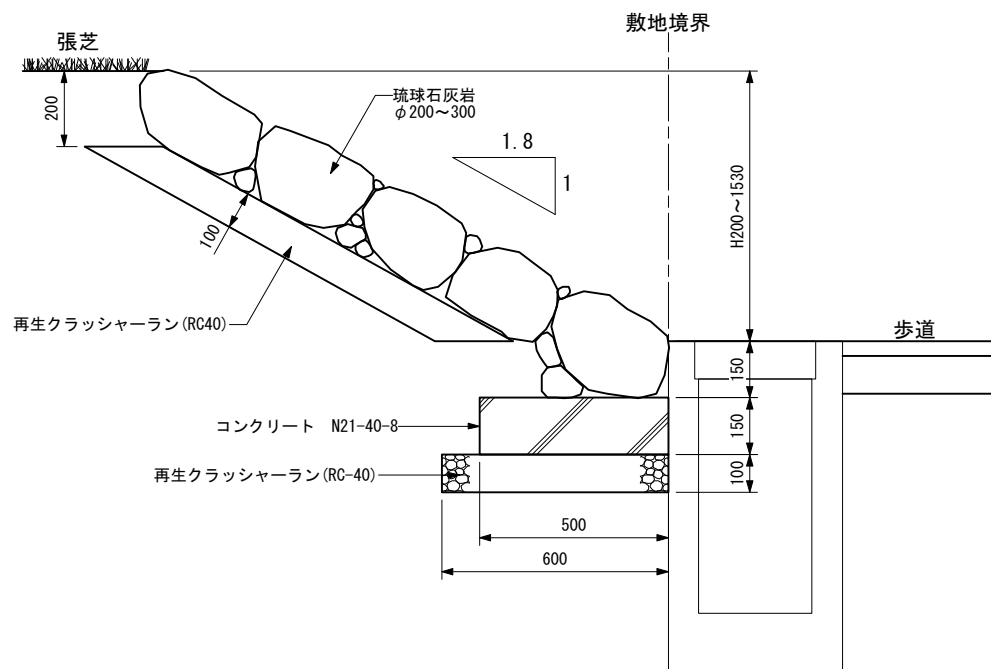 敷地境界
張芝
琉球石灰岩
φ200～300
200
1.8
1
H200～1530
100
再生クラッシャーラン(RC40)
歩道
150
コンクリート　N21-40-8
150
再生クラッシャーラン(RC-40)
100
500
600